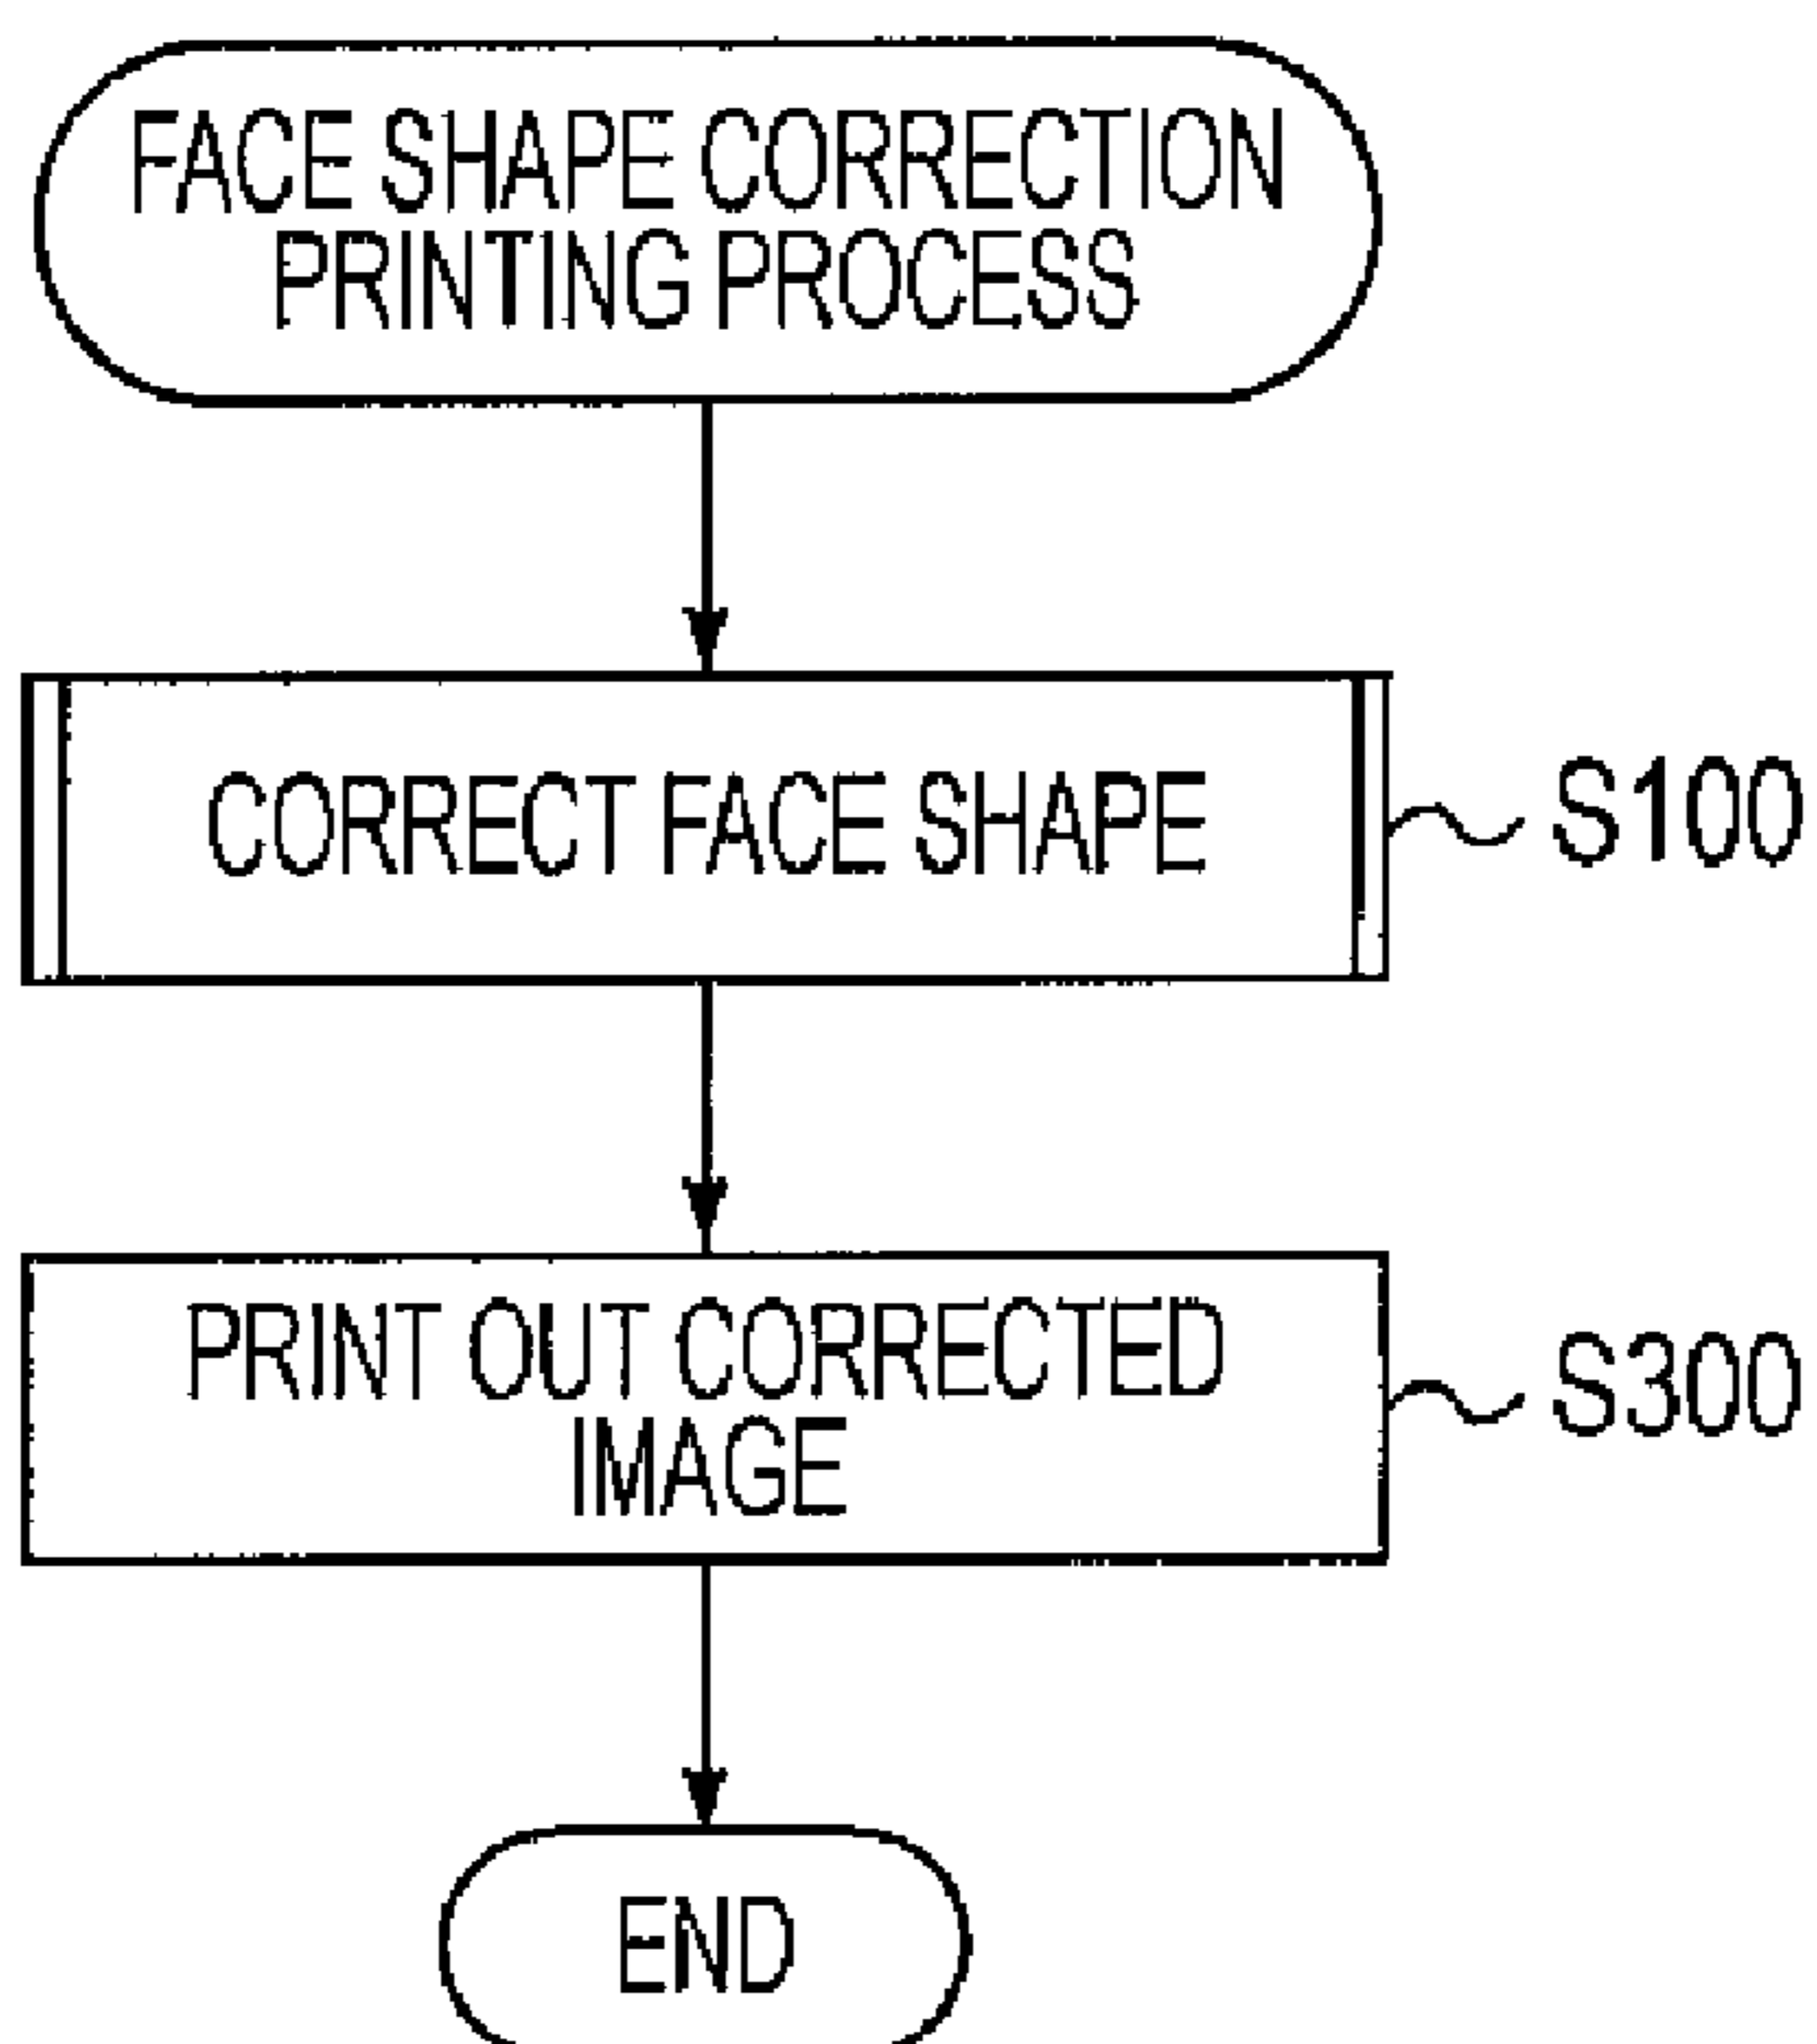 FACE SHAPE CORRECTION
PRINTING PROCESS
CORRECT FACE SHAPE
S100
PRINT OUT CORRECTED
IMAGE
S300
END